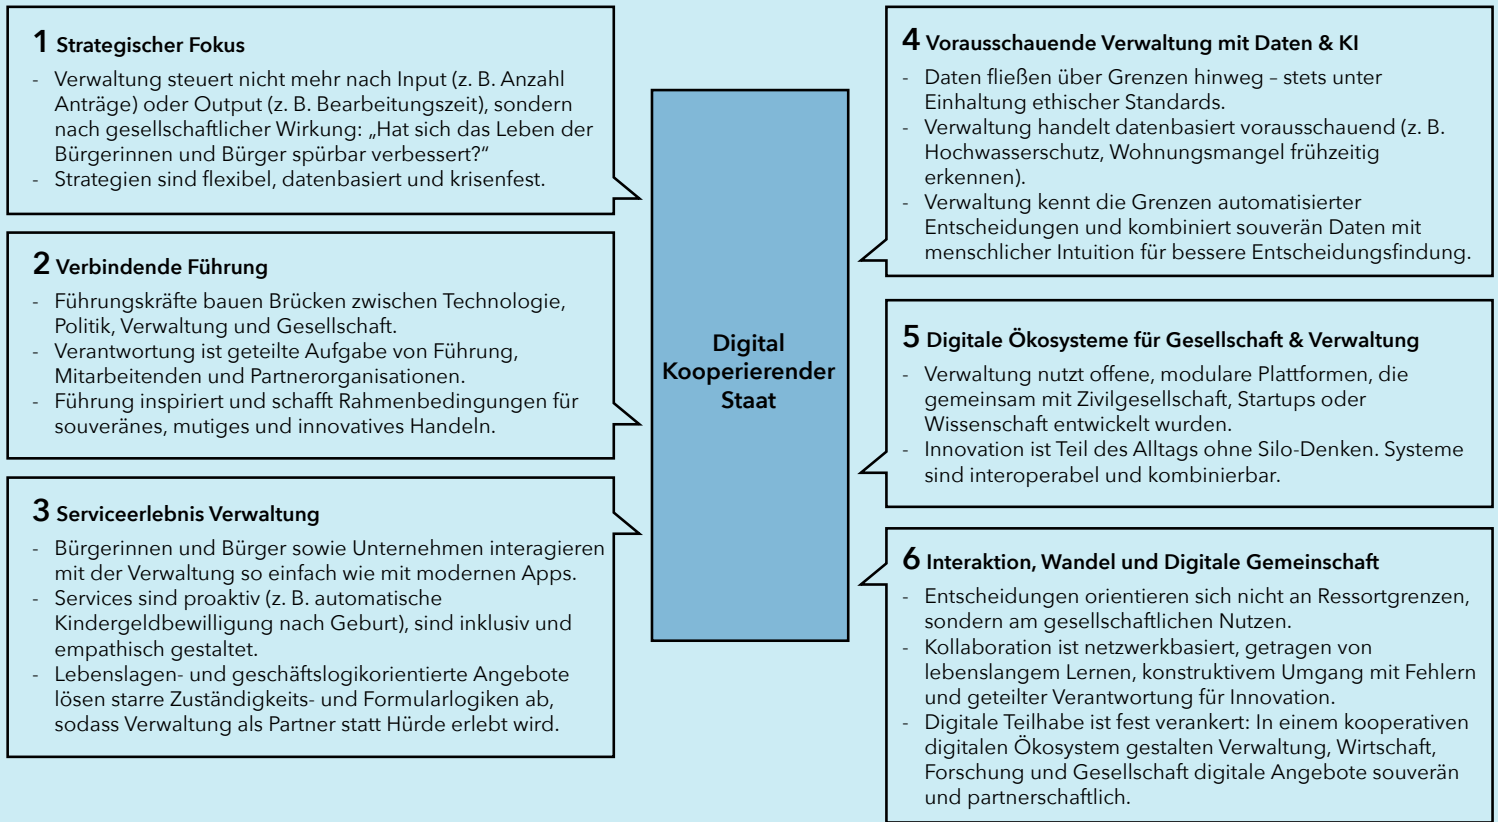 1 Strategischer Fokus
- Verwaltung steuert nicht mehr nach Input (z. B. Anzahl
Anträge) oder Output (z. B. Bearbeitungszeit), sondern
nach gesellschaftlicher Wirkung: „Hat sich das Leben der
Bürgerinnen und Bürger spürbar verbessert?“
- Strategien sind flexibel, datenbasiert und krisenfest.
2 Verbindende Führung
- Führungskräfte bauen Brücken zwischen Technologie,
Politik, Verwaltung und Gesellschaft.
- Verantwortung ist geteilte Aufgabe von Führung,
Mitarbeitenden und Partnerorganisationen.
- Führung inspiriert und schafft Rahmenbedingungen für
souveränes, mutiges und innovatives Handeln.
3 Serviceerlebnis Verwaltung
- Bürgerinnen und Bürger sowie Unternehmen interagieren
mit der Verwaltung so einfach wie mit modernen Apps.
- Services sind proaktiv (z. B. automatische
Kindergeldbewilligung nach Geburt), sind inklusiv und
empathisch gestaltet.
- Lebenslagen- und geschäftslogikorientierte Angebote
lösen starre Zuständigkeits- und Formularlogiken ab,
sodass Verwaltung als Partner statt Hürde erlebt wird.
Digital
Kooperierender
Staat
4 Vorausschauende Verwaltung mit Daten & KI
- Daten fließen über Grenzen hinweg – stets unter
Einhaltung ethischer Standards.
- Verwaltung handelt datenbasiert vorausschauend (z. B.
Hochwasserschutz, Wohnungsmangel frühzeitig
erkennen).
- Verwaltung kennt die Grenzen automatisierter
Entscheidungen und kombiniert souverän Daten mit
menschlicher Intuition für bessere Entscheidungsfindung.
5 Digitale Ökosysteme für Gesellschaft & Verwaltung
- Verwaltung nutzt offene, modulare Plattformen, die
gemeinsam mit Zivilgesellschaft, Startups oder
Wissenschaft entwickelt wurden.
- Innovation ist Teil des Alltags ohne Silo-Denken. Systeme
sind interoperabel und kombinierbar.
6 Interaktion, Wandel und Digitale Gemeinschaft
- Entscheidungen orientieren sich nicht an Ressortgrenzen,
sondern am gesellschaftlichen Nutzen.
- Kollaboration ist netzwerkbasiert, getragen von
lebenslangem Lernen, konstruktivem Umgang mit Fehlern
und geteilter Verantwortung für Innovation.
- Digitale Teilhabe ist fest verankert: In einem kooperativen
digitalen Ökosystem gestalten Verwaltung, Wirtschaft,
Forschung und Gesellschaft digitale Angebote souverän
und partnerschaftlich.